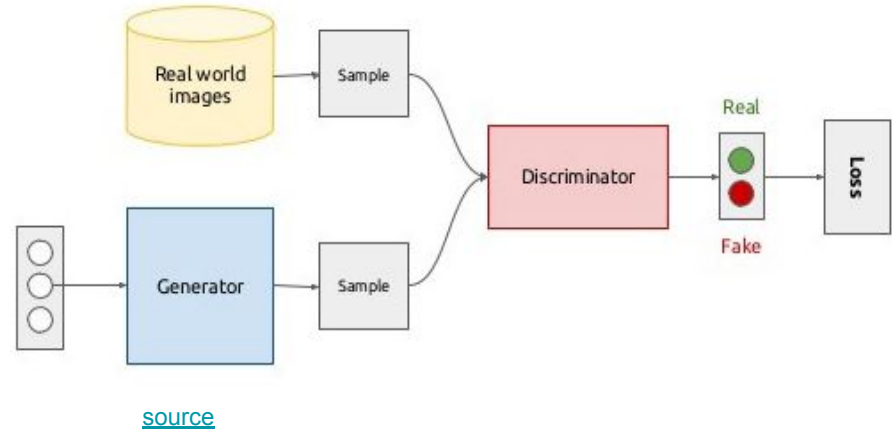 Real world
images
Sample
Real
Discriminator
Loss
Fake
Generator
Sample
source